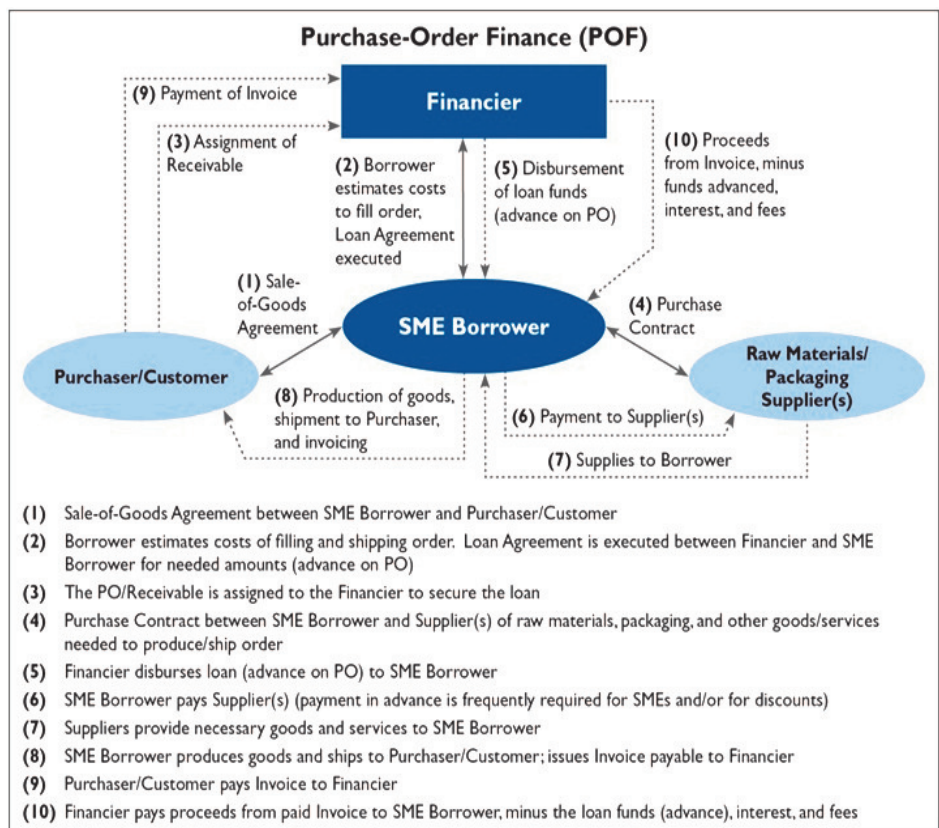 Purchase-Order Finance (POF)
(9) Payment of Invoice
Financier
(3) Assignment of
Receivable
(2) Borrower
estimates costs
to fill order,
Loan Agreement
executed
(5) Disbursement
of loan funds
(advance on PO)
(10) Proceeds
from Invoice, minus
funds advanced,
interest, and fees
(1) Sale-
of-Goods
Agreement
SME Borrower
(4) Purchase
Contract
Purchaser/Customer
Raw Materials/
Packaging
Supplier(s)
(8) Production of goods,
shipment to Purchaser,
and invoicing
(6) Payment to Supplier(s)
(7) Supplies to Borrower
(1) Sale-of-Goods Agreement between SME Borrower and Purchaser/Customer
(2) Borrower estimates costs of filling and shipping order. Loan Agreement is executed between Financier and SME
Borrower for needed amounts (advance on PO)
(3) The PO/Receivable is assigned to the Financier to secure the loan
(4) Purchase Contract between SME Borrower and Supplier(s) of raw materials, packaging, and other goods/services
needed to produce/ship order
(5) Financier disburses loan (advance on PO) to SME Borrower
(6) SME Borrower pays Supplier(s) (payment in advance is frequently required for SMEs and/or for discounts)
(7) Suppliers provide necessary goods and services to SME Borrower
(8) SME Borrower produces goods and ships to Purchaser/Customer; issues Invoice payable to Financier
(9) Purchaser/Customer pays Invoice to Financier
(10) Financier pays proceeds from paid Invoice to SME Borrower, minus the loan funds (advance), interest, and fees